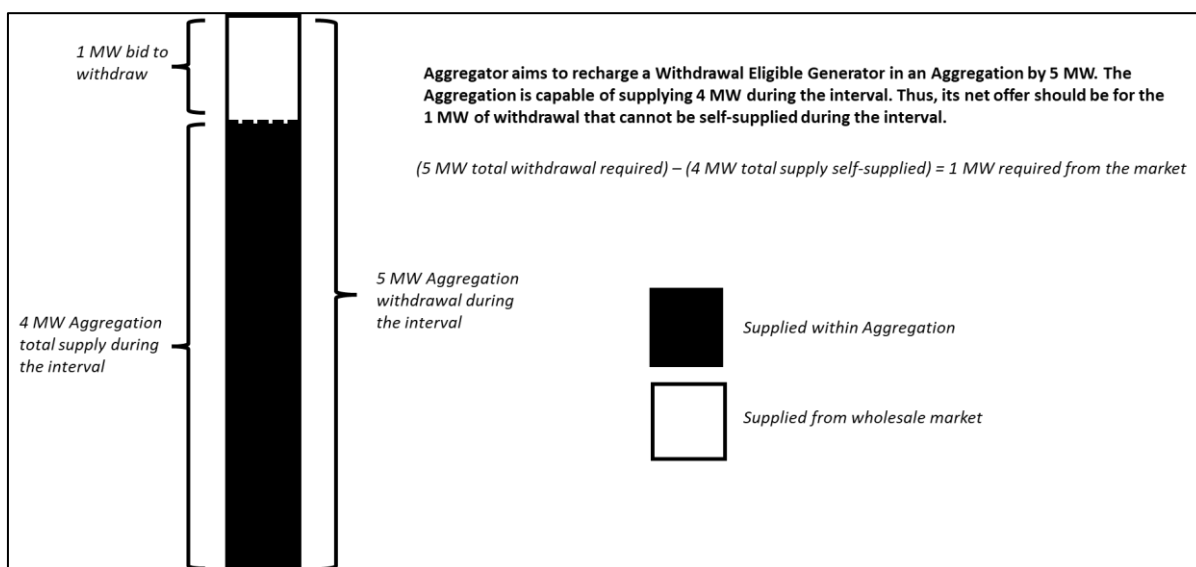 1 MW bid to
withdraw
Aggregator aims to recharge a Withdrawal Eligible Generator in an Aggregation by 5 MW. The
Aggregation is capable of supplying 4 MW during the interval. Thus, its net offer should be for the
1 MW of withdrawal that cannot be self-supplied during the interval.
(5 MW total withdrawal required) – (4 MW total supply self-supplied) = 1 MW required from the market
4 MW Aggregation
total supply during
the interval
5 MW Aggregation
withdrawal during
the interval
Supplied within Aggregation
Supplied from wholesale market